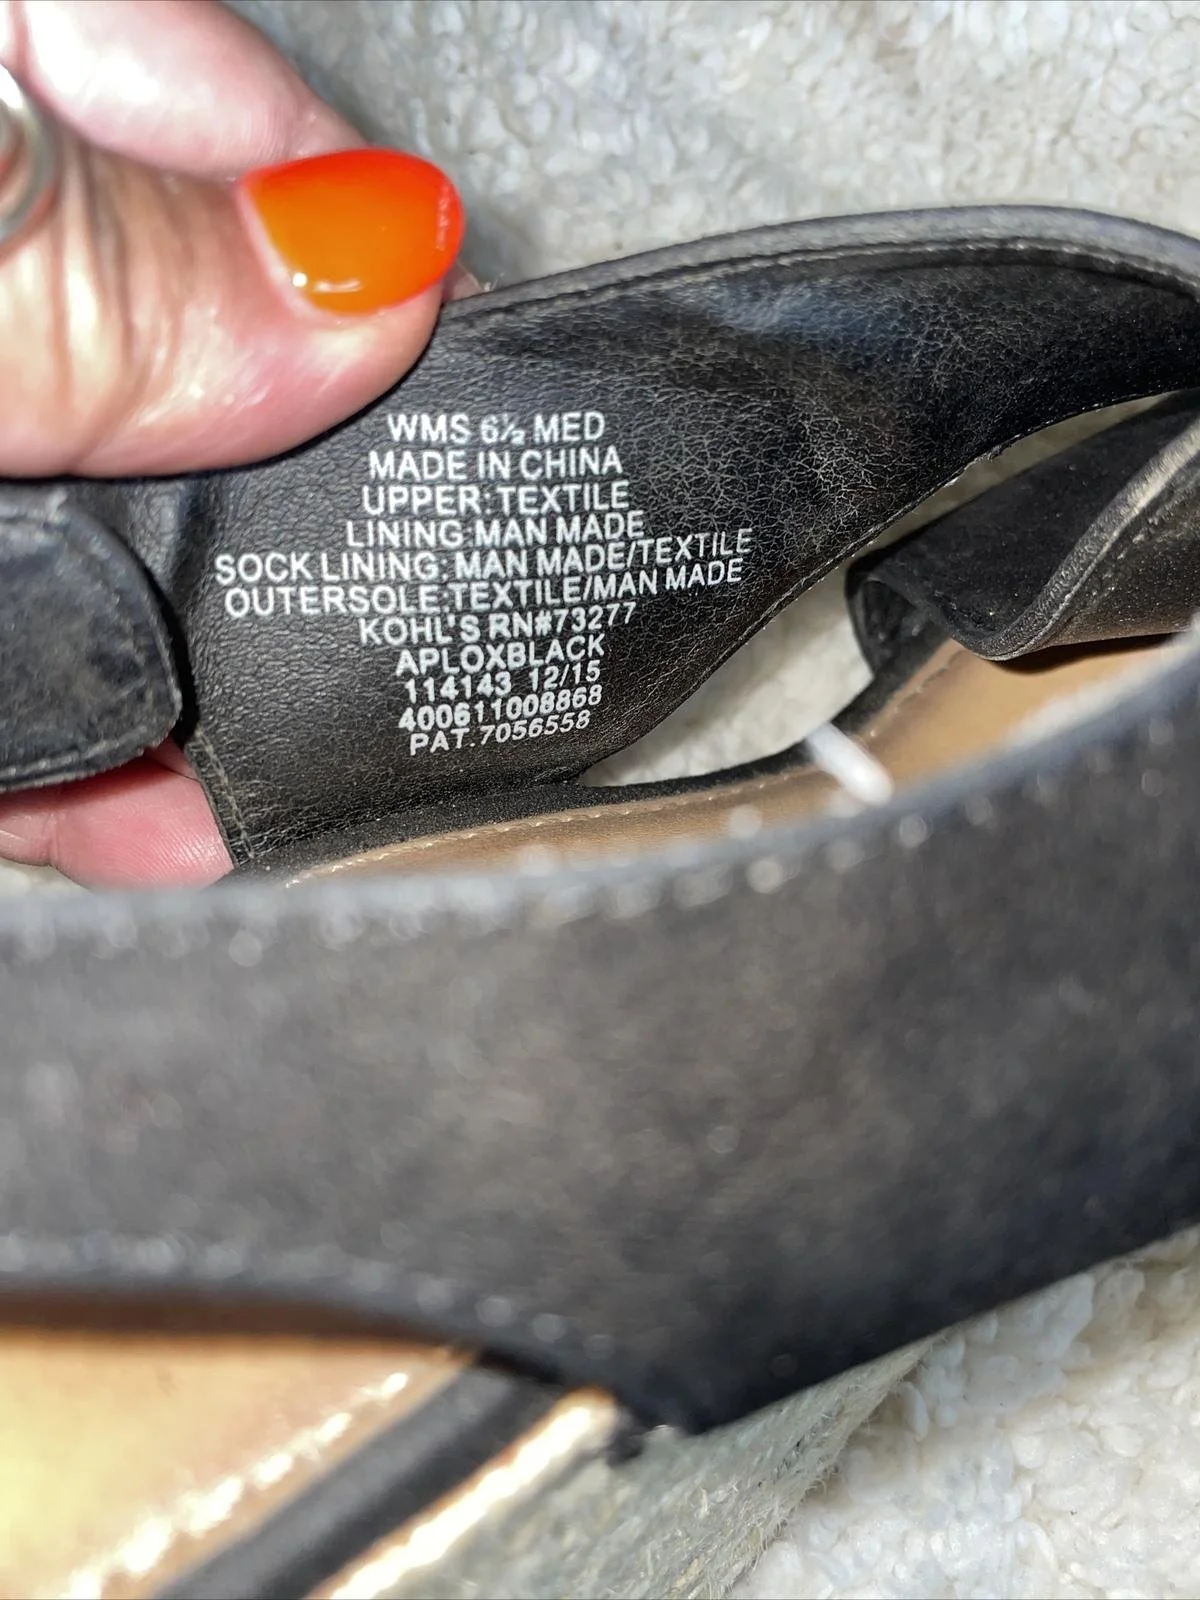 WMS 6½ MED
MADE IN CHINA
UPPER: TEXTILE
LINING: MAN MADE
SOCK LINING: MAN MADE/TEXTILE
OUTERSOLE:TEXTILE/MAN MADE
KOHL'S RN#73277
APLOXBLACK
114143 12/15
400611008868
PAT.7056558